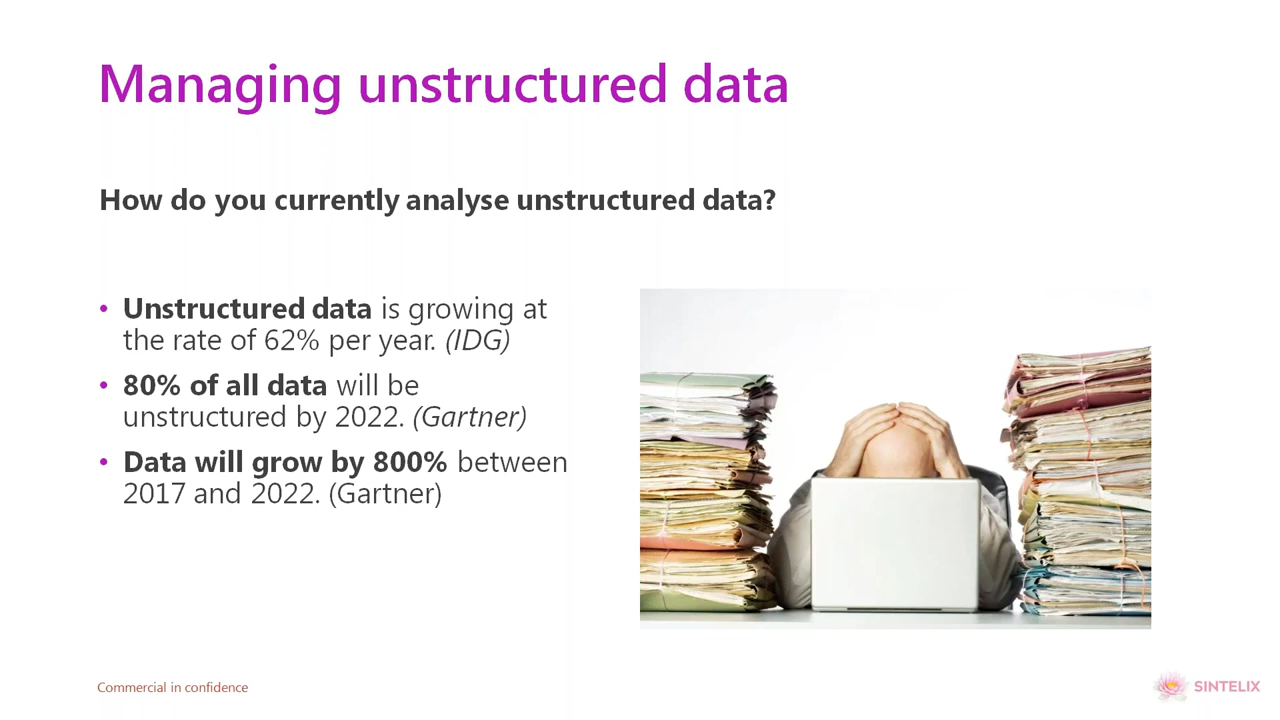 Managing unstructured data
How do you currently analyse unstructured data?
• Unstructured data is growing at
the rate of 62% per year. (IDG)
• 80% of all data will be
unstructured by 2022. (Gartner)
• Data will grow by 800% between
2017 and 2022. (Gartner)
Commercial in confidence
SINTELIX